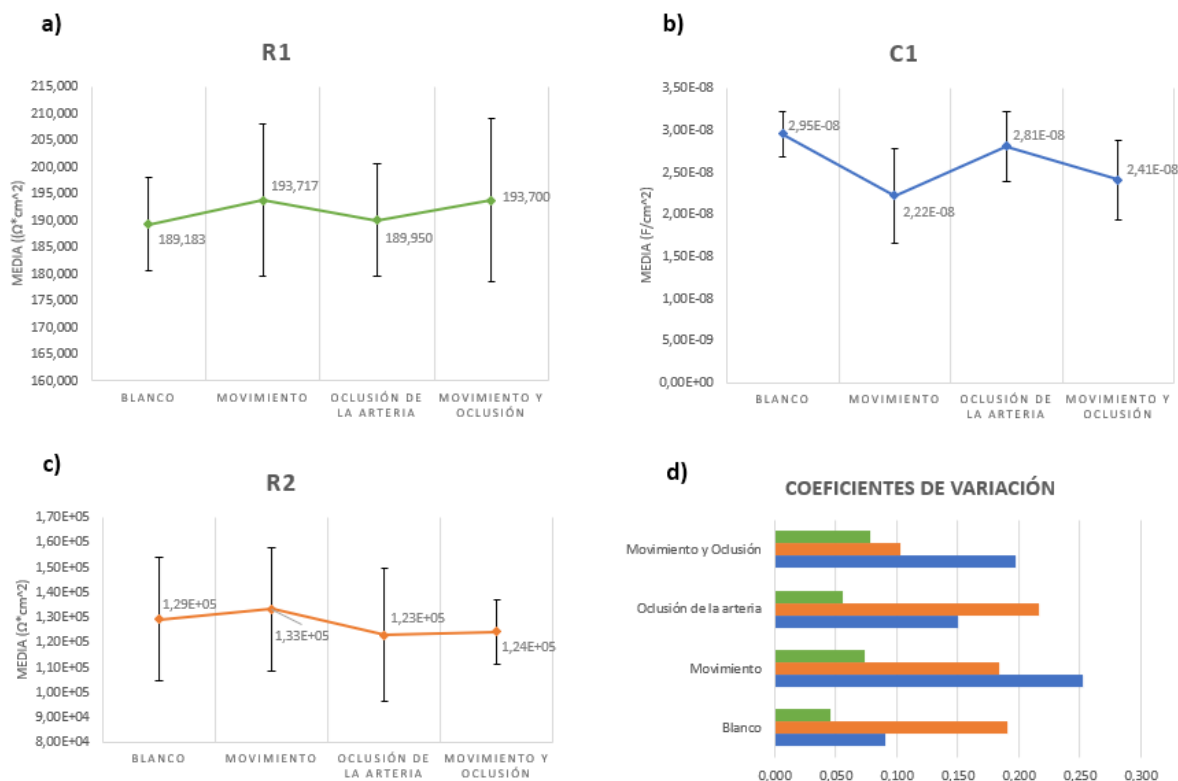 a)
R1
MEDIA ((Ω*cm^2)
215,000
210,000
205,000
200,000
195,000
190,000
185,000
180,000
175,000
170,000
165,000
160,000
189,183
193,717
189,950
193,700
BLANCO
MOVIMIENTO
OCLUSIÓN DE
LA ARTERIA
MOVIMIENTO Y
OCLUSIÓN
b)
C1
MEDIA (F/cm^2)
3,50E-08
3,00E-08
2,50E-08
2,00E-08
1,50E-08
1,00E-08
5,00E-09
0,00E+00
2,95E-08
2,22E-08
2,81E-08
2,41E-08
BLANCO
MOVIMIENTO
OCLUSIÓN DE
LA ARTERIA
MOVIMIENTO Y
OCLUSIÓN
c)
R2
MEDIA (Ω*cm^2)
1,70E+05
1,60E+05
1,50E+05
1,40E+05
1,30E+05
1,20E+05
1,10E+05
1,00E+05
9,00E+04
8,00E+04
1,29E+05
1,33E+05
1,23E+05
1,24E+05
BLANCO
MOVIMIENTO
OCLUSIÓN DE
LA ARTERIA
MOVIMIENTO Y
OCLUSIÓN
d)
COEFICIENTES DE VARIACIÓN
Movimiento y Oclusión
Oclusión de la arteria
Movimiento
Blanco
0,000 0,050 0,100 0,150 0,200 0,250 0,300